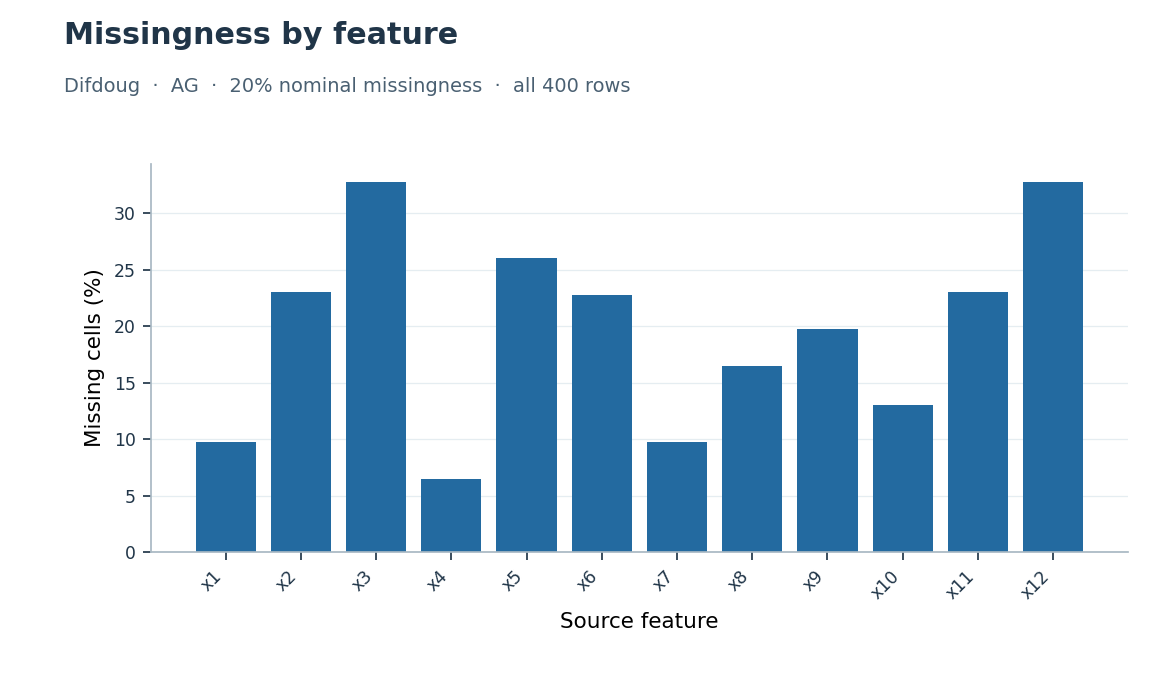 Missingness by feature
Difdoug · AG · 20% nominal missingness · all 400 rows
Missing cells (%)
30
25
20
15
10
5
0
x1 x2 x3 x4 x5 x6 x7 x8 x9 x10 x11 x12
Source feature